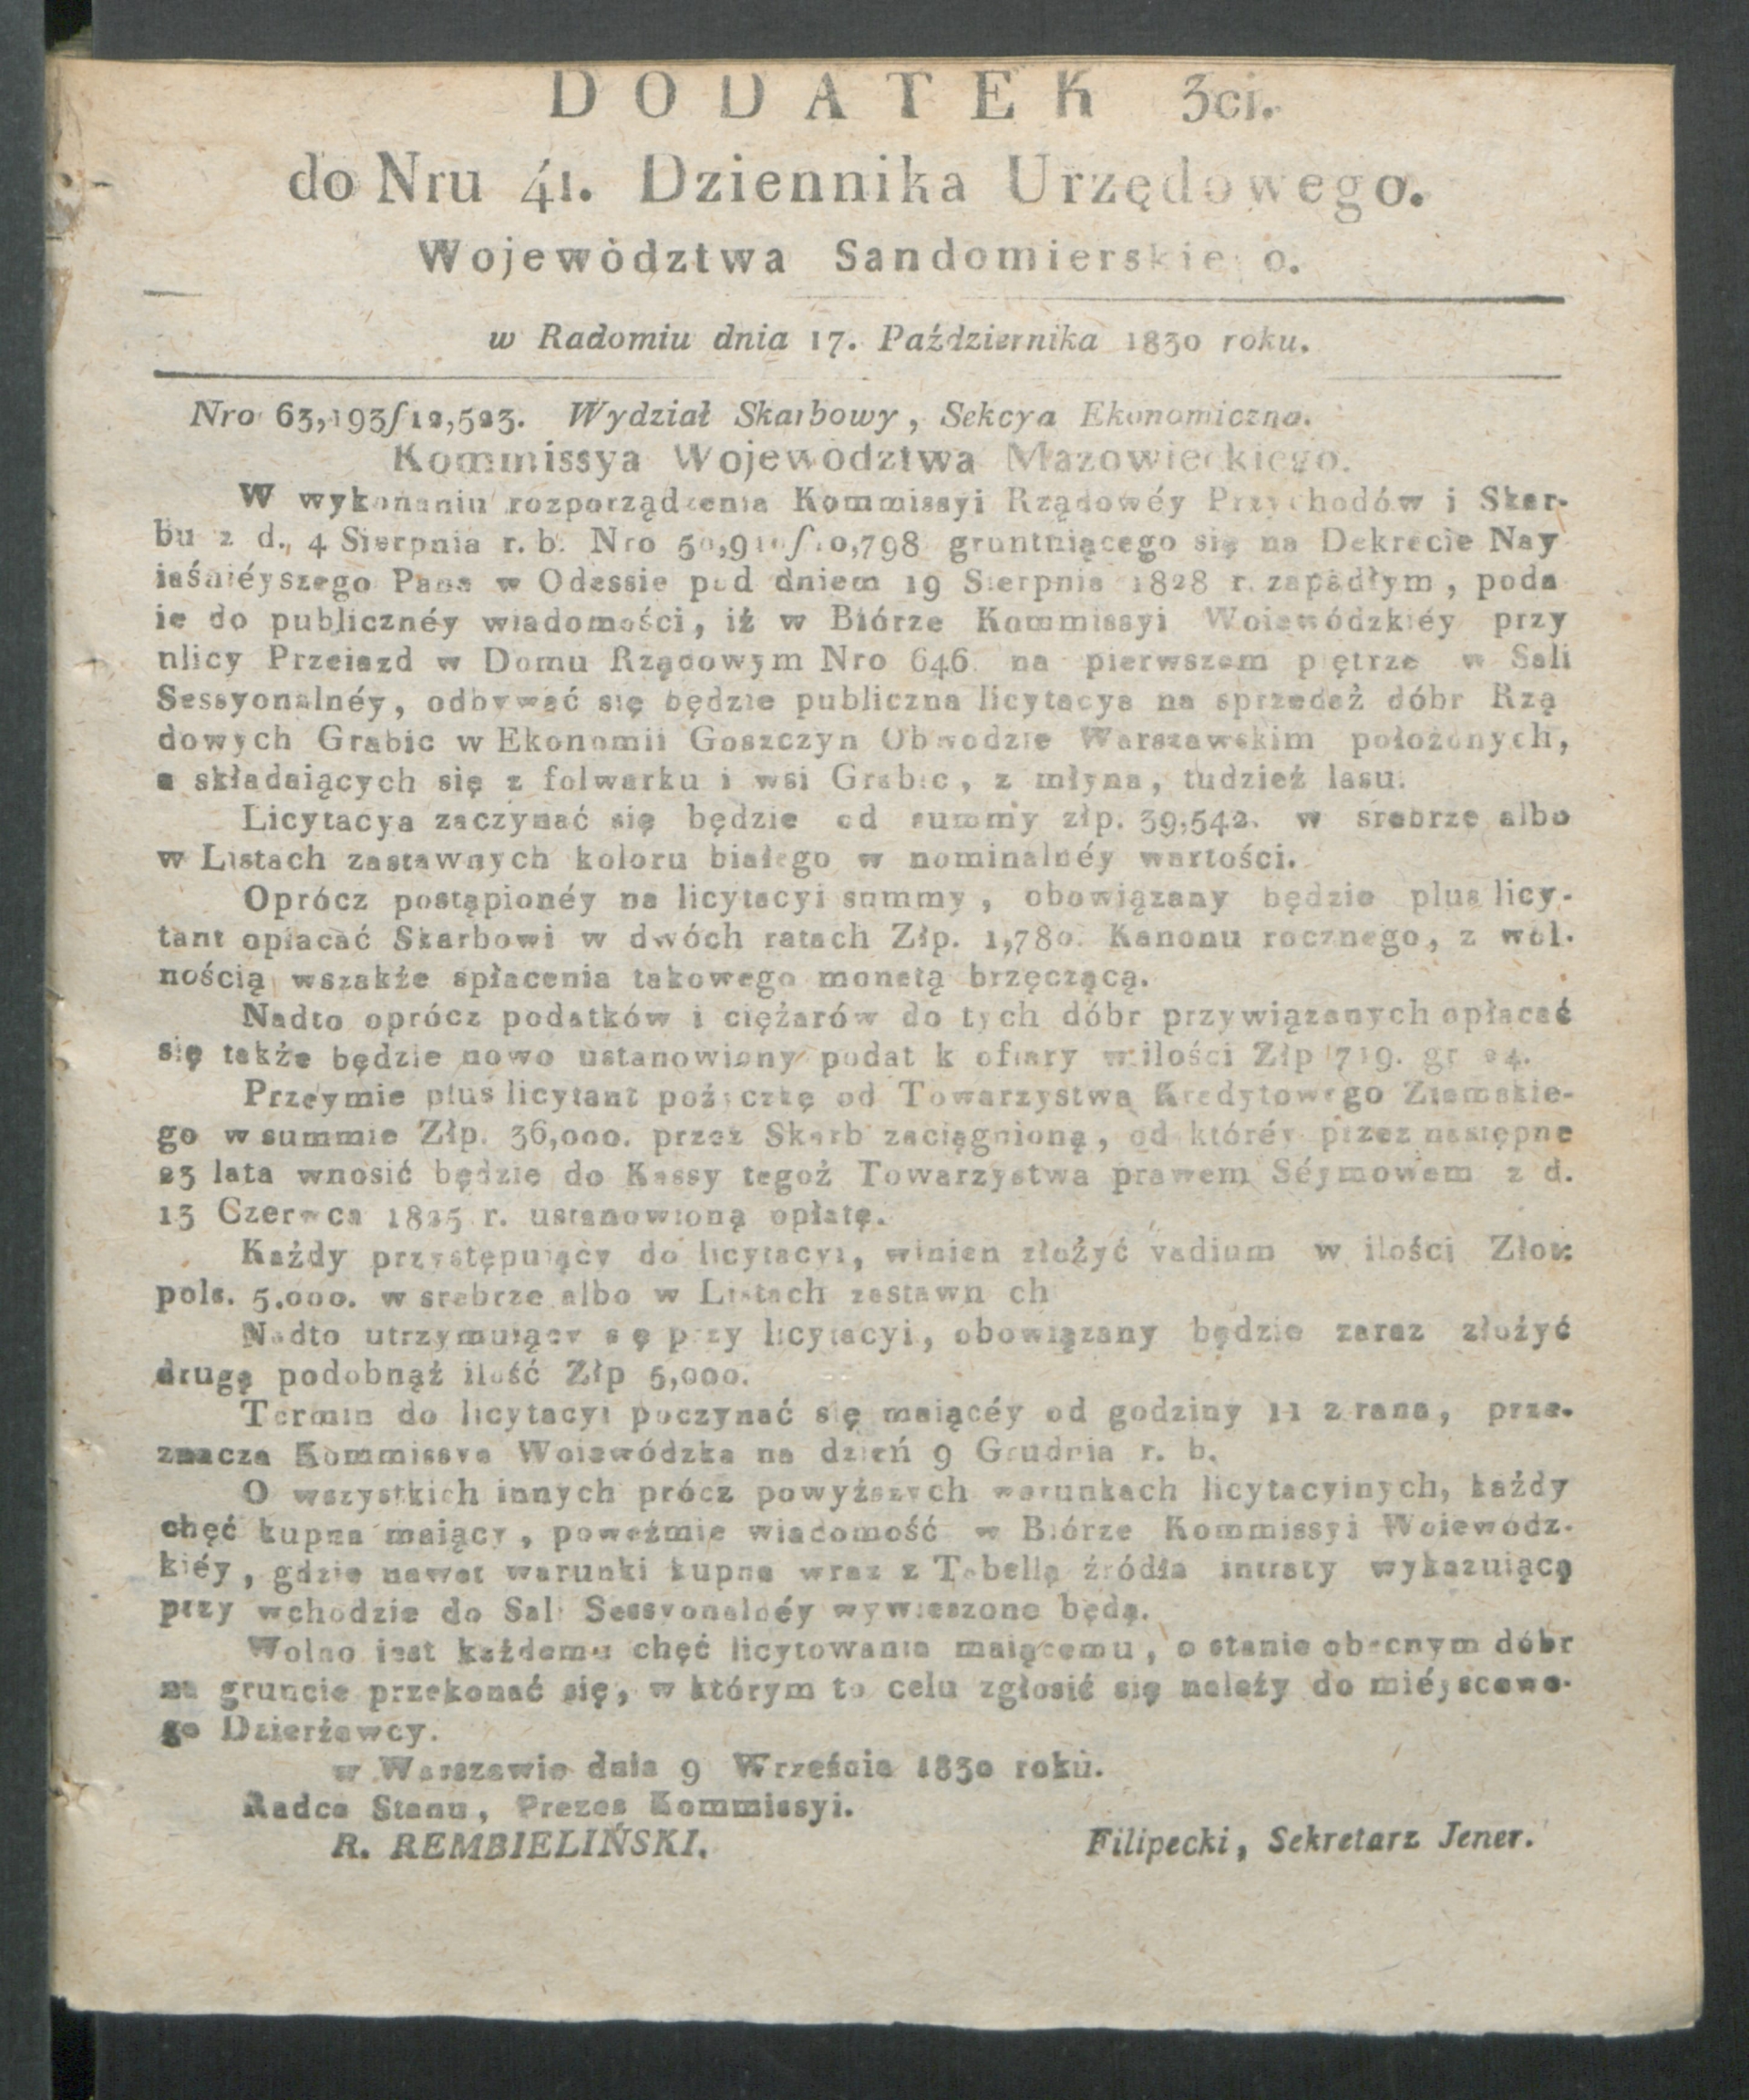 DODATEK 3ci.
do Nru 41. Dziennika Urzędowego.
Wojewòdztwa Sandomierskie o.
w Radomiu dnia 17. Października 1830 roku.
Nro 63,193ʃ12,523. Wydział Skarbowy, Sekcya Ekonomiczna.
Kommissya Wojewodztwa Mazowieckiego.
W wykonaniu rozporządzenia Kommissyi Rządowéy Przychodów i Skar-
bu z d., 4 Sierpnia r. b. Nro ʃ10,798 gruntuiącego się na Dekrecie Nay
iaśniéyszego Pana w Odessie pod dniem 19 Sierpnia 1828 r. zapadłym, poda
ie do publicznéy wiadomości, iż w Biórze Kommissyi Woiewódzkiéy przy
ulicy Przeiazd w Domu Rządowym Nro 646. na pierwszem piętrze w Sali
Sessyonalnéy, odbywać się będzie publiczna licytacya na sprzedaż dóbr Rzą
dowych Grabic w Ekonomii Goszczyn Obwodzie Warszawskim położonych,
a składaiących się z folwarku i wsi Grabic, z młyna, tudzież lasu.
Licytacya zaczynać się będzie od summy złp. 39,542. w srebrze albo
w Listach zastawnych koloru białego w nominalnéy wartości.
Oprócz postąpionéy na licytacyi summy, obowiązany będzie plus licy-
tant opłacać Skarbowi w dwóch ratach Złp. 1,780. Kanonu rocznego, z wol-
nością wszakże spłacenia takowego monetą brzęczącą.
Nadto oprócz podatków i ciężarów do tych dóbr przywiązanych opłacać
się także będzie nowo ustanowiony podat k ofiary w ilości Złp 719. gr 24.
Przeymie plus licytant pożyczkę od Towarzystwa Kredytowego Ziemskie-
go w summie Złp. 36,000. przez Skarb zaciągnioną, od któréy przez następne
23 lata wnosić będzie do Kassy tegoż Towarzystwa prawem Séymowem z d.
13 Czerwca 1825 r. ustanowioną opłatę.
Każdy przystępuiący do licytacyi, winien złożyć vadium w ilości Złot:
pols. 5,000. w srebrze albo w Listach zastawn ch
Nadto utrzymuiący s ę przy licytacyi, obowiązany będzie zaraz złożyć
drugą podobnąż ilość Złp 5,000.
Termin do licytacyi poczynać się maiącéy od godziny 11 z rana, prze-
znacza Kommissya Woiewódzka na dzień 9 Grudnia r. b.
O wszystkich innych prócz powyższych warunkach licytacyinych, każdy
chęć kupna maiący, poweźmie wiadomość w Biórze Kommissyi Woiewódz-
kiéy, gdzie nawet warunki kupna wraz z Tabellą źródła intraty wykazuiącą
przy wchodzie do Sali Sessyonalnéy wywieszone będą.
Wolno iest każdemu chęć licytowania maiącemu, o stanie obecnym dóbr
na gruncie przekonać się, w którym to celu zgłosić się należy do miéyscowe-
go Dzierżawcy.
w Warszawie dnia 9 Września 1830 roku.
Radca Stanu, Prezes Kommissyi.
R. REMBIELIŃSKI. Filipecki, Sekretarz Jener.